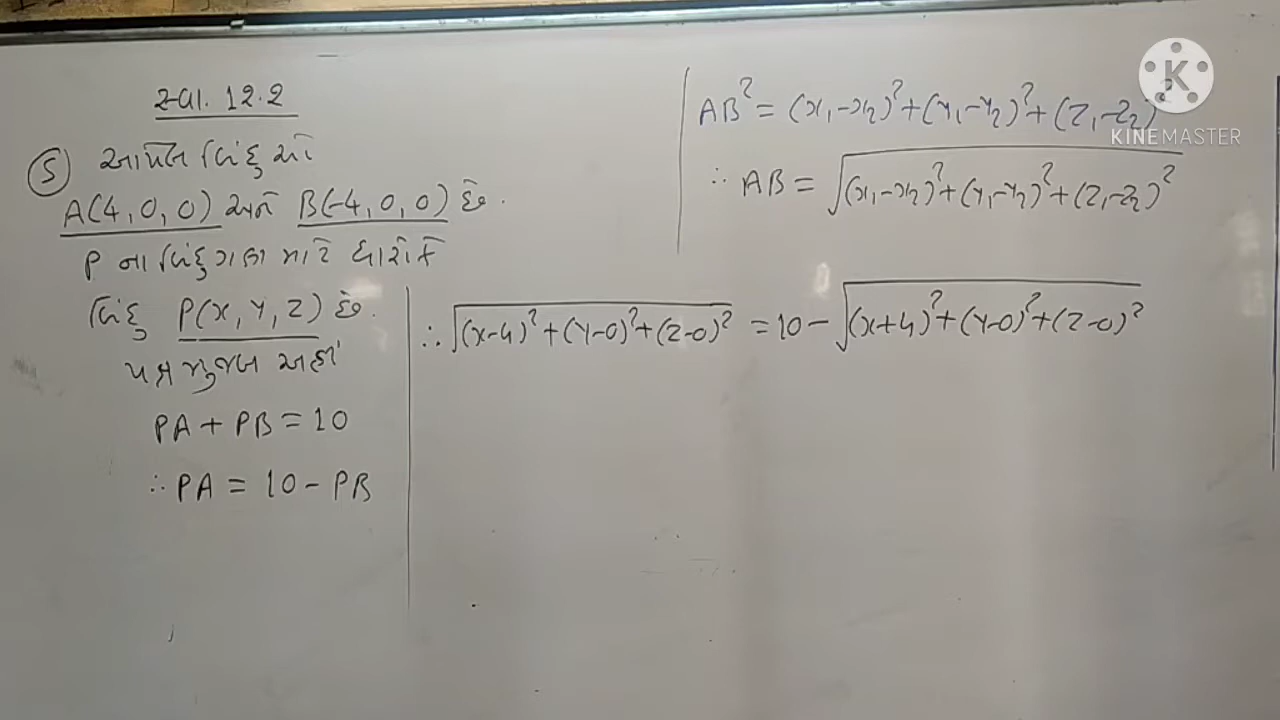 સ્વા. 12.2
(5) આપેલ બિંદુઓ
A(4, 0, 0) અને B(-4, 0, 0) છે.
P ના બિંદુગણ માટે ધારો કે
બિંદુ P(x, y, z) છે.
પ્રશ્ન મુજબ અહીં
PA + PB = 10
∴ PA = 10 - PB
AB² = (x₁-x₂)² + (y₁-y₂)² + (z₁-z₂)²
∴ AB = √((x₁-x₂)² + (y₁-y₂)² + (z₁-z₂)²)
∴ √((x-4)² + (y-0)² + (z-0)²) = 10 - √((x+4)² + (y-0)² + (z-0)²)
KINEMASTER